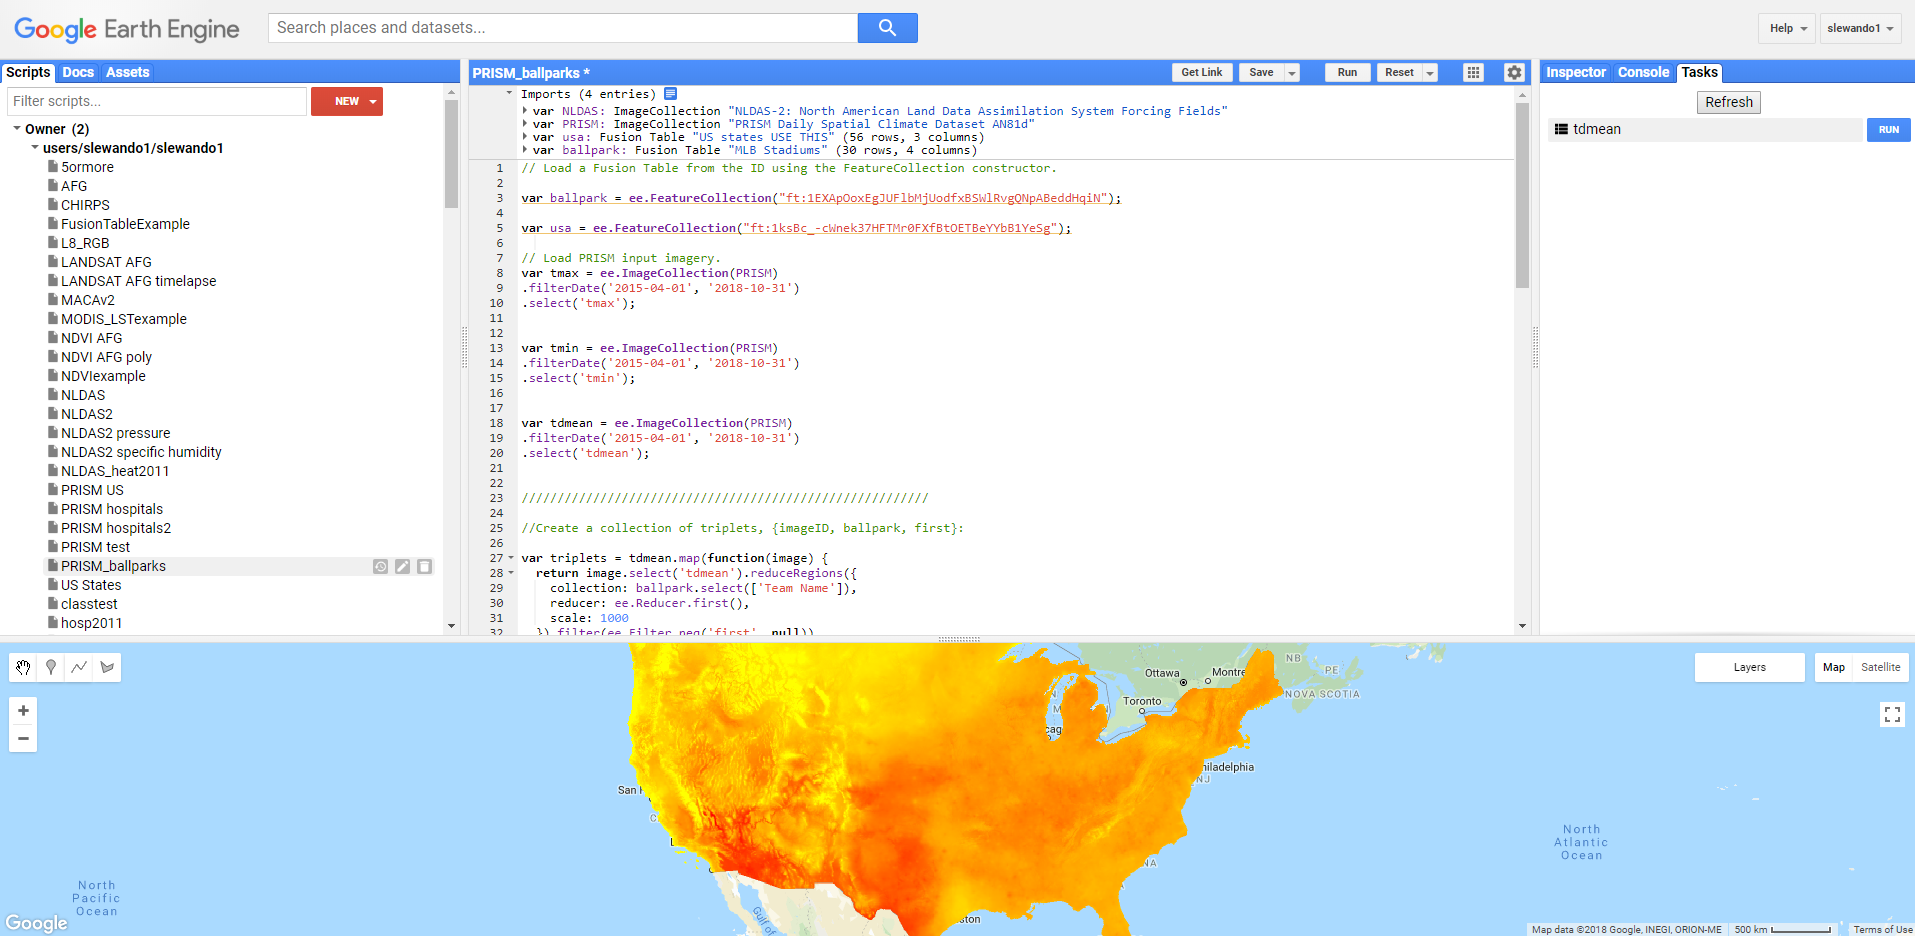 Google Earth Engine
Search places and datasets...
Help
slewando1
Scripts Docs Assets
Filter scripts...
NEW
Owner (2)
users/slewando1/slewando1
5ormore
AFG
CHIRPS
FusionTableExample
L8_RGB
LANDSAT AFG
LANDSAT AFG timelapse
MACAv2
MODIS_LSTexample
NDVI AFG
NDVI AFG poly
NDVIexample
NLDAS
NLDAS2
NLDAS2 pressure
NLDAS2 specific humidity
NLDAS_heat2011
PRISM US
PRISM hospitals
PRISM hospitals2
PRISM test
PRISM_ballparks
US States
classtest
hosp2011
PRISM_ballparks *
Get Link Save Run Reset
Imports (4 entries)
var NLDAS: ImageCollection "NLDAS-2: North American Land Data Assimilation System Forcing Fields"
var PRISM: ImageCollection "PRISM Daily Spatial Climate Dataset AN81d"
var usa: Fusion Table "US states USE THIS" (56 rows, 3 columns)
var ballpark: Fusion Table "MLB Stadiums" (30 rows, 4 columns)
1 // Load a Fusion Table from the ID using the FeatureCollection constructor.
2
3 var ballpark = ee.FeatureCollection("ft:1EXApOoxEgJUFlbMjUodfxBSWlRvgQNpABeddHqiN");
4
5 var usa = ee.FeatureCollection("ft:1ksBc_-cWnek37HFTMr0FXfBtOETBeYYbB1YeSg");
6
7 // Load PRISM input imagery.
8 var tmax = ee.ImageCollection(PRISM)
9 .filterDate('2015-04-01', '2018-10-31')
10 .select('tmax');
11
12
13 var tmin = ee.ImageCollection(PRISM)
14 .filterDate('2015-04-01', '2018-10-31')
15 .select('tmin');
16
17
18 var tdmean = ee.ImageCollection(PRISM)
19 .filterDate('2015-04-01', '2018-10-31')
20 .select('tdmean');
21
22
23 /////////////////////////////////////////////////////////
24
25 //Create a collection of triplets, {imageID, ballpark, first}:
26
27 var triplets = tdmean.map(function(image) {
28 return image.select('tdmean').reduceRegions({
29 collection: ballpark.select(['Team Name']),
30 reducer: ee.Reducer.first(),
31 scale: 1000
32 }).filter(ee.Filter.neq('first', null))
Inspector Console Tasks
Refresh
tdmean
RUN
Layers
Map Satellite
Ottawa
Montre
NB
PE
NOVA SCOTIA
Toronto
N
M
cag
hiladelphia
NJ
San F
C
L
NA
ston
Gulf of
North
Pacific
Ocean
North
Atlantic
Ocean
Google
Map data ©2018 Google, INEGI, ORION-ME
500 km
Terms of Use